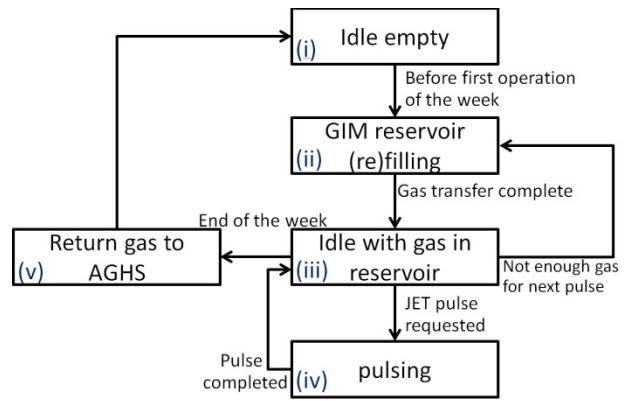 Idle empty
(i)
Before first operation
of the week
GIM reservoir
(re)filling
(ii)
Gas transfer complete
End of the week
Return gas to
AGHS
(v)
Idle with gas in
reservoir
(iii)
Not enough gas
for next pulse
JET pulse
requested
Pulse
completed
(iv)
pulsing